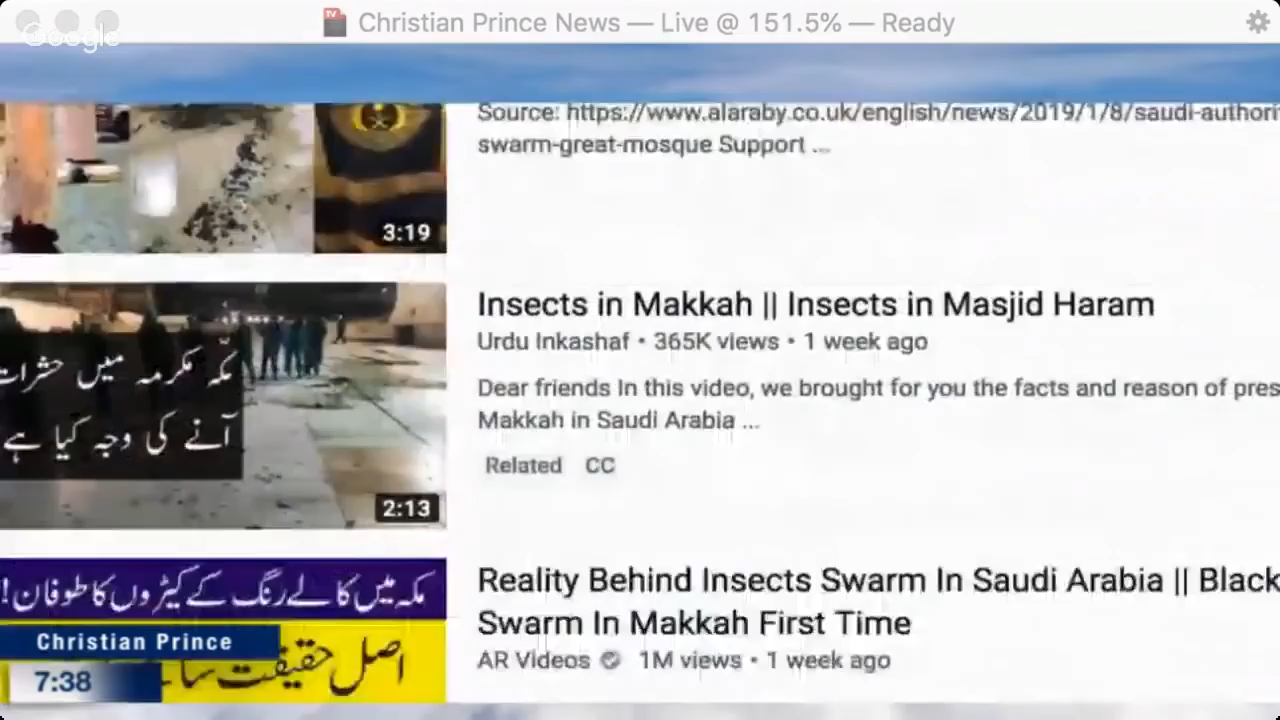 Christian Prince News — Live @ 151.5% — Ready
Google
Source: https://www.alaraby.co.uk/english/news/2019/1/8/saudi-authori
swarm-great-mosque Support ...
3:19
Insects in Makkah || Insects in Masjid Haram
Urdu Inkashaf • 365K views • 1 week ago
مکّہ مکرمہ میں حشرات
آنے کی وجہ کیا ہے
Dear friends In this video, we brought for you the facts and reason of pres
Makkah in Saudi Arabia ...
Related CC
2:13
مکہ میں کالے رنگ کے کیڑوں کا طوفان!
Reality Behind Insects Swarm In Saudi Arabia || Black
Swarm In Makkah First Time
AR Videos 1M views • 1 week ago
Christian Prince
اصل حقیقت
7:38